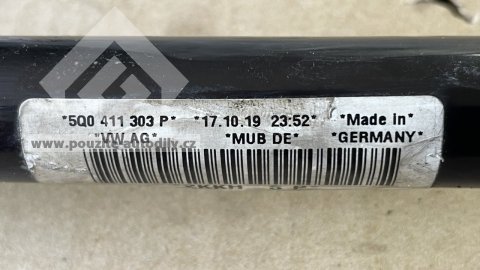 *5Q0 411 303 P* *17.10.19 23:52* *Made in*
*VW AG* *MUB DE* *GERMANY*
www.pouzite-autodily.cz